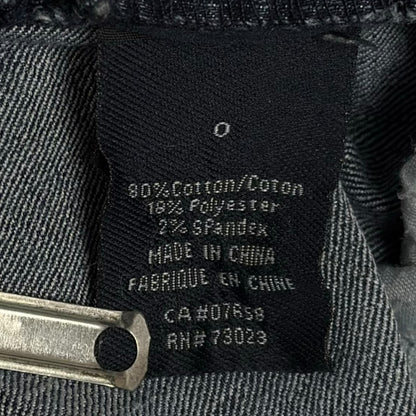 0
80% Cotton/Coton
18% Polyester
2% Spandex
MADE IN CHINA
FABRIQUE EN CHINE
CA#07658
RN# 73023